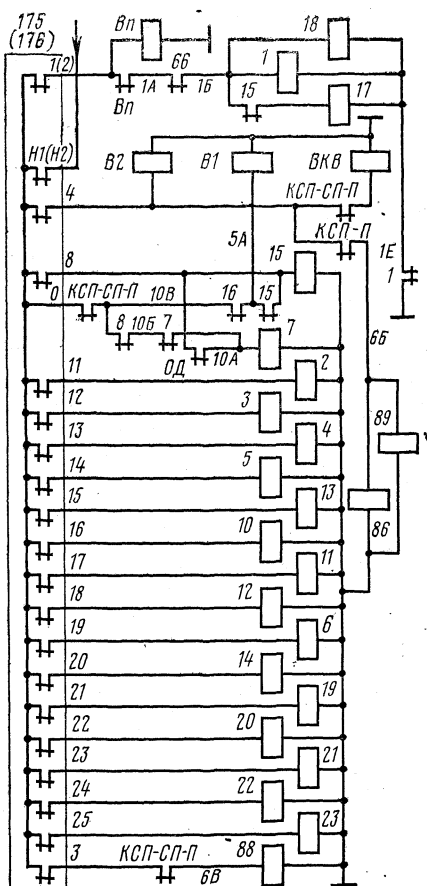 175 Вп 18
(176)
1(2) 1А 6б 1б 1
Вп 15 17
Н1(Н2) В2 В1 ВКВ
4 КСП-СП-П
КСП-П
5А 1Е
8 15 1
0 КСП-СП-П 10В 16 15
8 10Б 7 7 6Б
ОД 10А
11 2
12 3 89
13 4
14 5
15 13
16 10 86
17 11
18 12
19 6
20 14
21 19
22 20
23 21
24 22
25 23
3 КСП-СП-П 88
6В